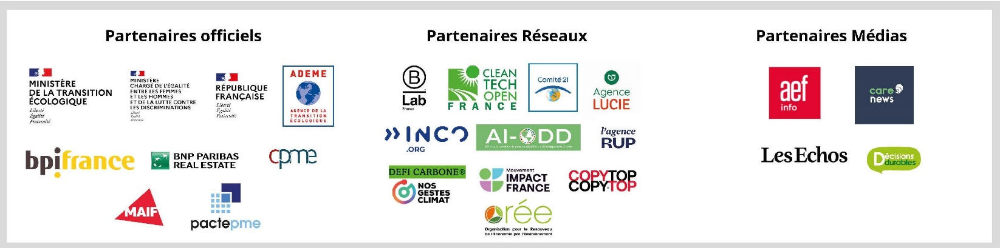 Partenaires officiels
MINISTÈRE
DE LA TRANSITION
ÉCOLOGIQUE
Liberté
Égalité
Fraternité
MINISTÈRE
CHARGÉ DE L'ÉGALITÉ
ENTRE LES FEMMES
ET LES HOMMES
ET DE LA LUTTE CONTRE
LES DISCRIMINATIONS
Liberté
Égalité
Fraternité
RÉPUBLIQUE
FRANÇAISE
Liberté
Égalité
Fraternité
ADEME
AGENCE DE LA
TRANSITION
ÉCOLOGIQUE
bpifrance
BNP PARIBAS
REAL ESTATE
cpme
MAIF
pactepme
Partenaires Réseaux
B
Lab
France
CLEAN
TECH
OPEN
FRANCE
Comité 21
Agence
LUCIE
INCO
.ORG
AI-ODD
l'agence
RUP
DEFI CARBONE®
NOS
GESTES
CLIMAT
Mouvement
IMPACT
FRANCE
COPYTOP
COPYTOP
orée
Organisation pour le Renouveau
de l'Économie par l'Environnement
Partenaires Médias
aef
info
care
news
Les Echos
Décisions
durables